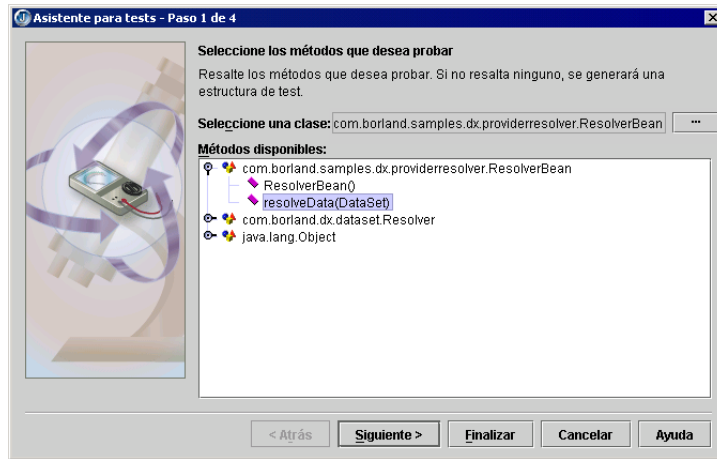 Asistente para tests - Paso 1 de 4
Seleccione los métodos que desea probar
Resalte los métodos que desea probar. Si no resalta ninguno, se generará una
estructura de test.
Seleccione una clase: com.borland.samples.dx.providerresolver.ResolverBean ...
Métodos disponibles:
com.borland.samples.dx.providerresolver.ResolverBean
ResolverBean()
resolveData(DataSet)
com.borland.dx.dataset.Resolver
java.lang.Object
< Atrás Siguiente > Finalizar Cancelar Ayuda